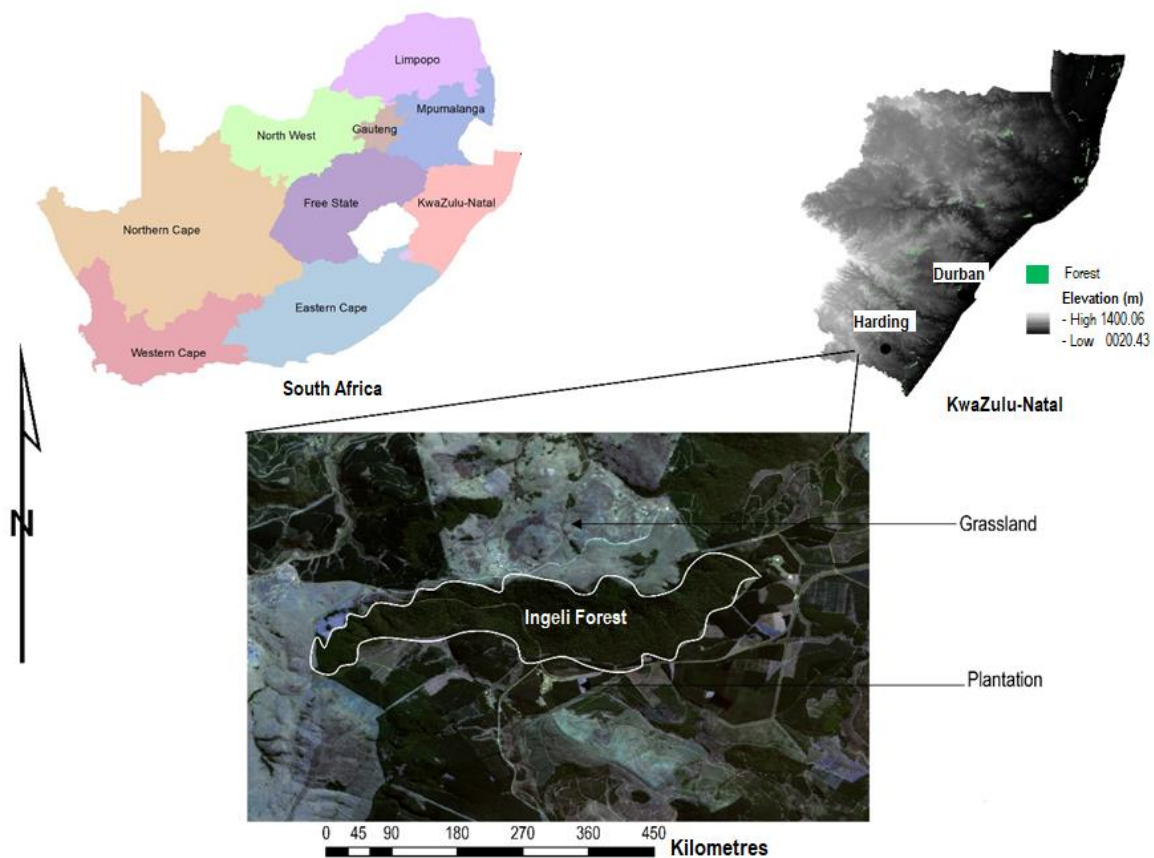 Limpopo
Mpumalanga
North West
Gauteng
Free State
KwaZulu-Natal
Northern Cape
Eastern Cape
Western Cape
South Africa
N
Durban
Harding
Forest
Elevation (m)
- High 1400.06
- Low 0020.43
KwaZulu-Natal
Grassland
Ingeli Forest
Plantation
0 45 90 180 270 360 450
Kilometres